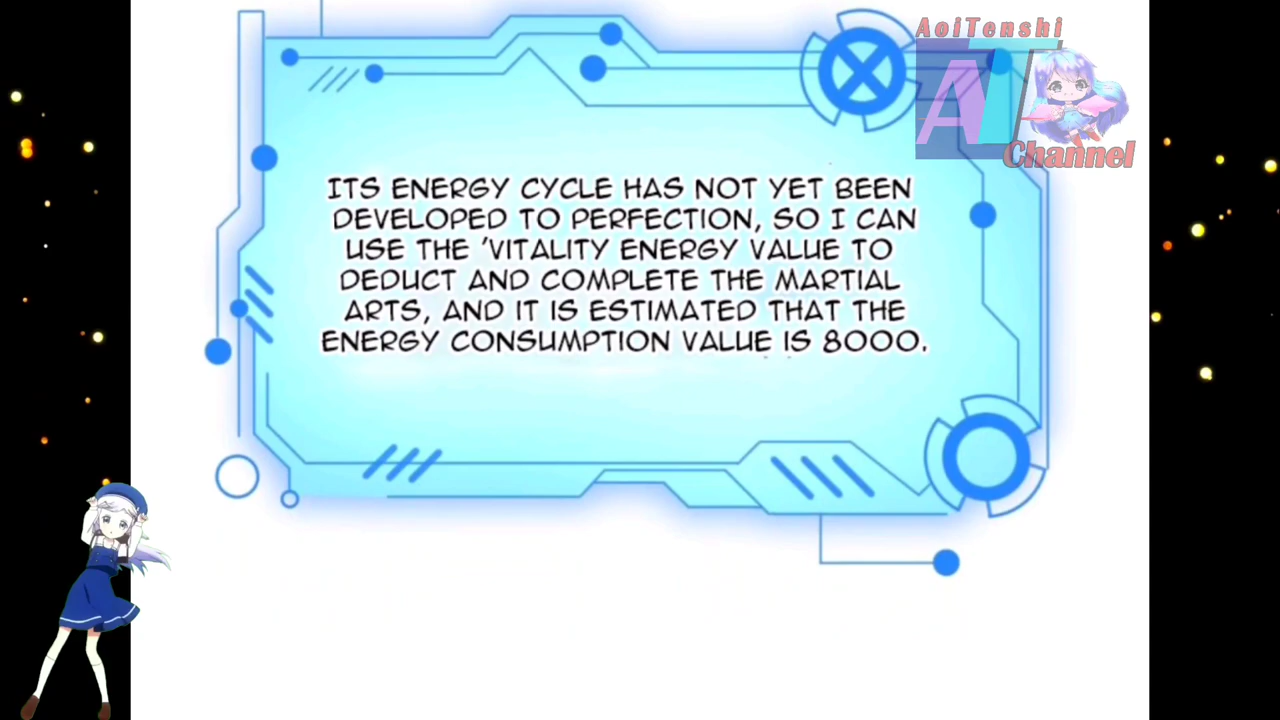 AoiTenshi
AT
Channel
ITS ENERGY CYCLE HAS NOT YET BEEN
DEVELOPED TO PERFECTION, SO I CAN
USE THE 'VITALITY ENERGY VALUE TO
DEDUCT AND COMPLETE THE MARTIAL
ARTS, AND IT IS ESTIMATED THAT THE
ENERGY CONSUMPTION VALUE IS 8000.